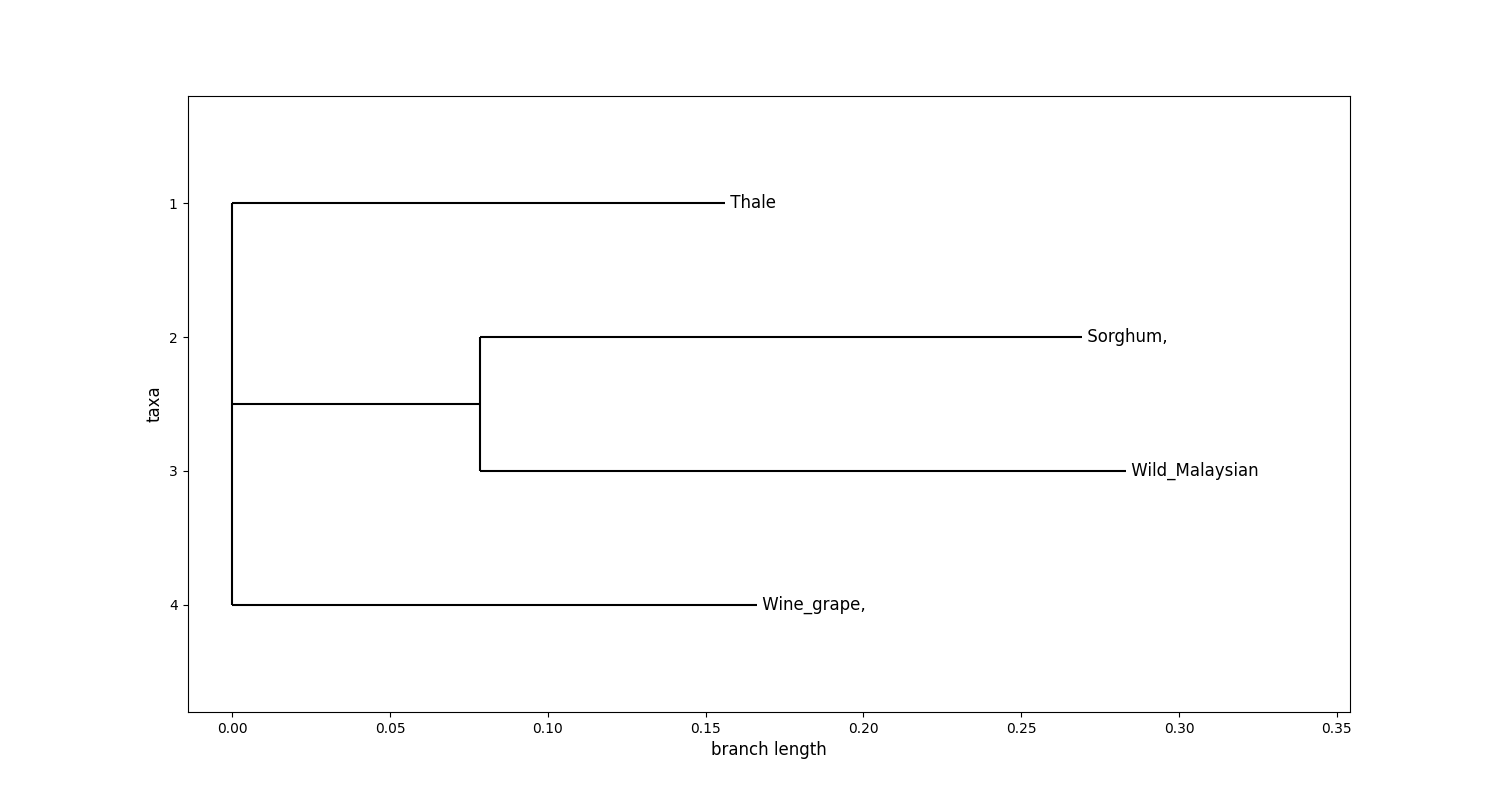 1
Thale
2
Sorghum,
taxa
3
Wild_Malaysian
4
Wine_grape,
0.00 0.05 0.10 0.15 0.20 0.25 0.30 0.35
branch length